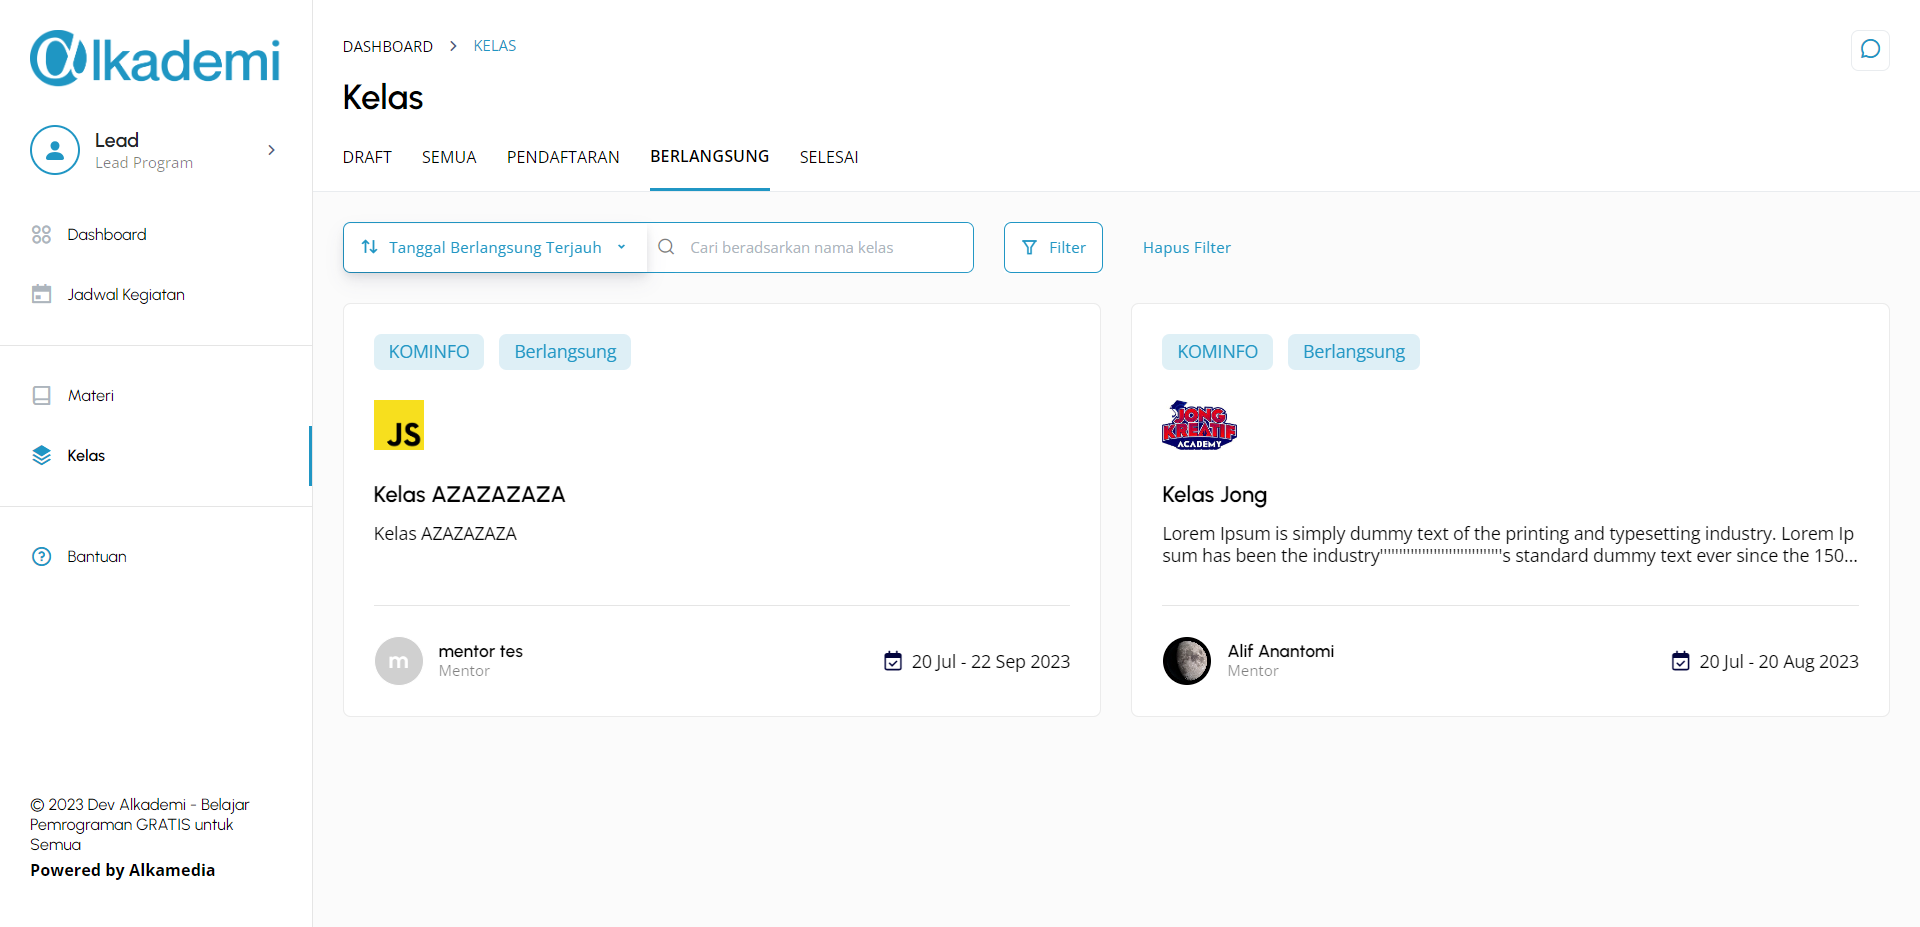 @lkademi
Lead
Lead Program
Dashboard
Jadwal Kegiatan
Materi
Kelas
Bantuan
© 2023 Dev Alkademi - Belajar
Pemrograman GRATIS untuk
Semua
Powered by Alkamedia
DASHBOARD > KELAS
Kelas
DRAFT SEMUA PENDAFTARAN BERLANGSUNG SELESAI
Tanggal Berlangsung Terjauh
Cari beradsarkan nama kelas
Filter
Hapus Filter
KOMINFO Berlangsung
JS
Kelas AZAZAZAZA
Kelas AZAZAZAZA
m
mentor tes
Mentor
20 Jul - 22 Sep 2023
KOMINFO Berlangsung
JONG
KREATIF
ACADEMY
Kelas Jong
Lorem Ipsum is simply dummy text of the printing and typesetting industry. Lorem Ip
sum has been the industry''''''''''''''''''''''''''''''''s standard dummy text ever since the 150...
Alif Anantomi
Mentor
20 Jul - 20 Aug 2023